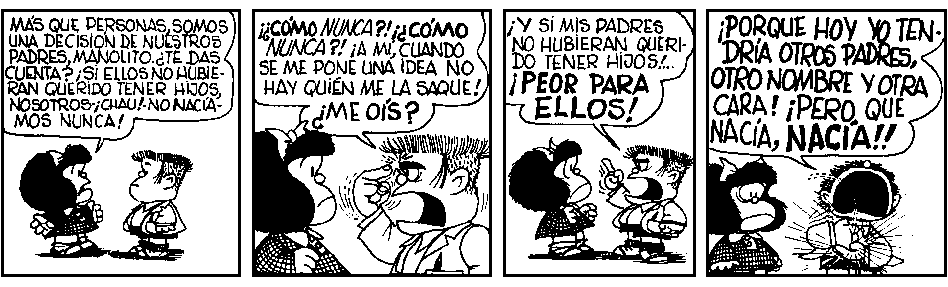 MÁS QUE PERSONAS, SOMOS
UNA DECISIÓN DE NUESTROS
PADRES, MANOLITO. ¿TE DAS
CUENTA? ¡SI ELLOS NO HUBIE-
RAN QUERIDO TENER HIJOS,
NOSOTROS-¡CHAU!-NO NACÍA-
MOS NUNCA!
¿¡CÓMO NUNCA?! ¡¿CÓMO
NUNCA?! ¡A MÍ, CUANDO
SE ME PONE UNA IDEA NO
HAY QUIÉN ME LA SAQUE!
¿ME OÍS?
¡Y SÍ MIS PADRES
NO HUBIERAN QUERI-
DO TENER HIJOS!..
¡PEOR PARA
ELLOS!
¡PORQUE HOY YO TEN-
DRÍA OTROS PADRES,
OTRO NOMBRE Y OTRA
CARA! ¡PERO, QUE
NACÍA, NACÍA!!